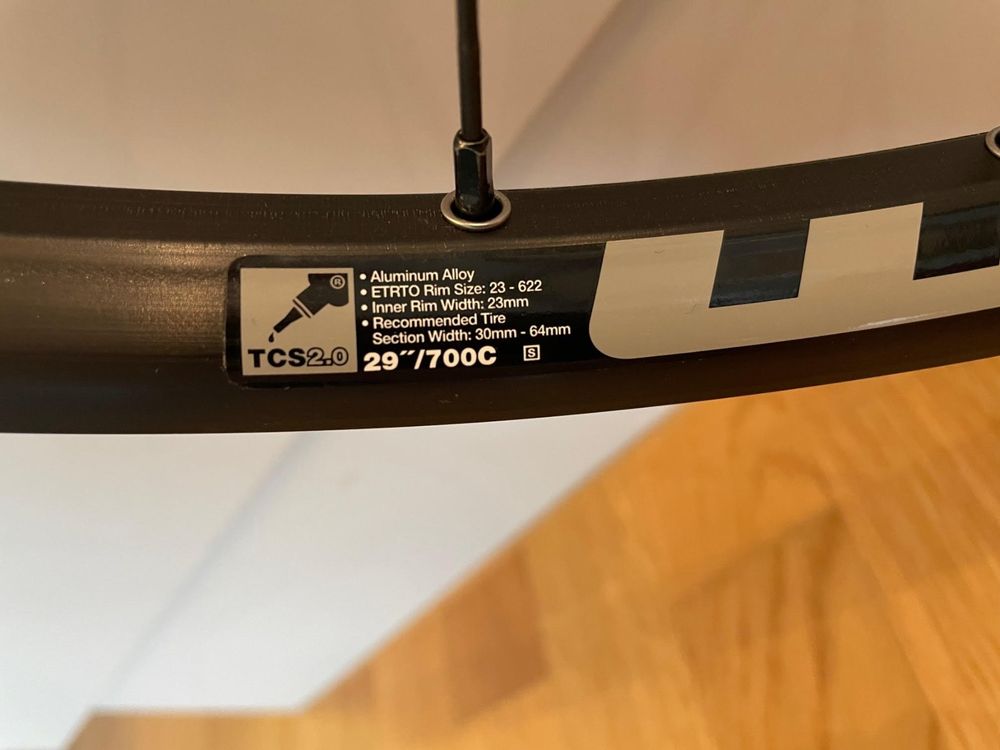 ®
• Aluminum Alloy
• ETRTO Rim Size: 23 - 622
• Inner Rim Width: 23mm
• Recommended Tire
Section Width: 30mm - 64mm
TCS2.0
29˝/700C S